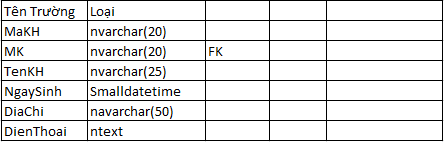 Tên Trường Loại
MaKH nvarchar(20)
MK nvarchar(20) FK
TenKH nvarchar(25)
NgaySinh Smalldatetime
DiaChi navarchar(50)
DienThoai ntext